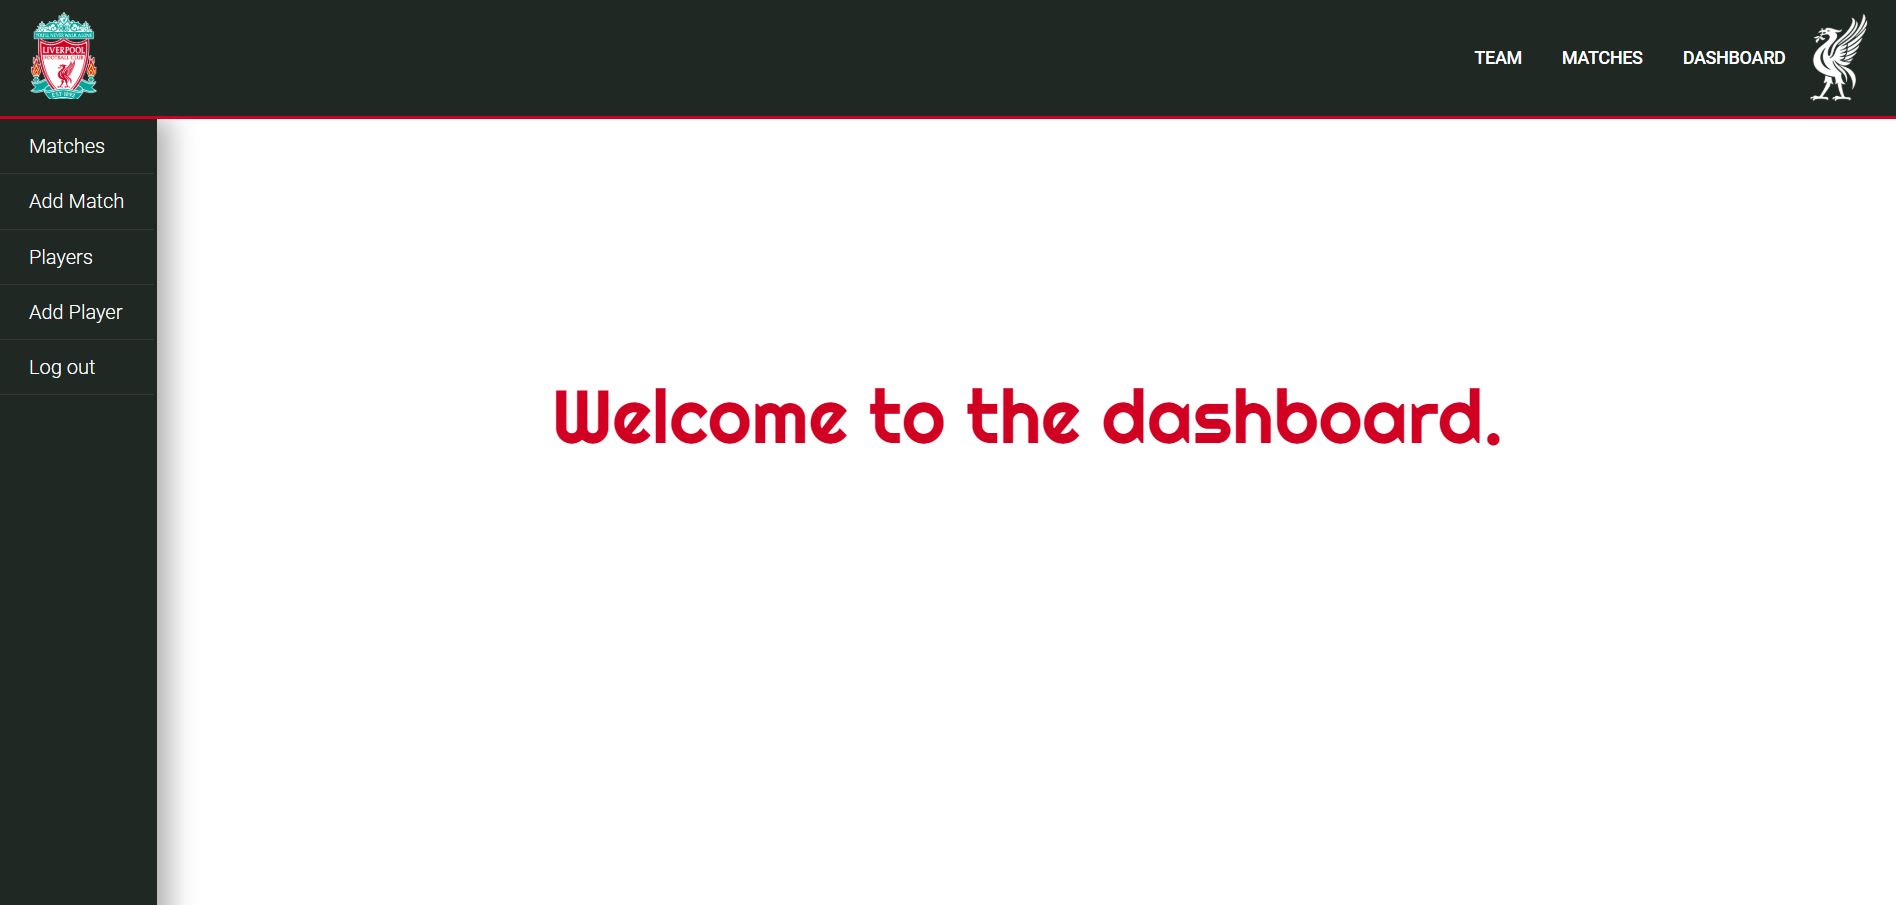 YOU'LL NEVER WALK ALONE
LIVERPOOL
FOOTBALL CLUB
EST·1892
TEAM
MATCHES
DASHBOARD
Matches
Add Match
Players
Add Player
Log out
Welcome to the dashboard.